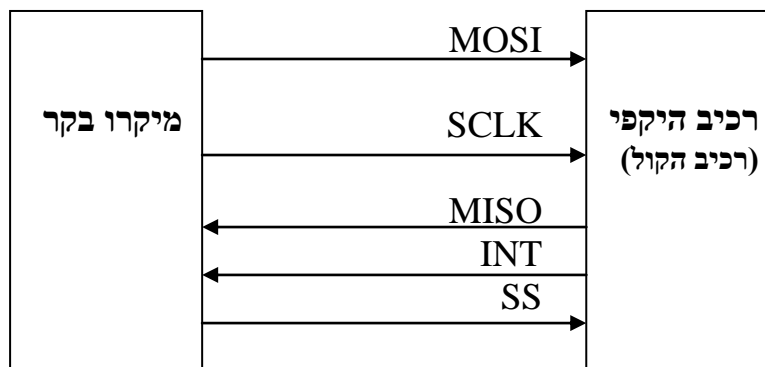 MOSI
מיקרו בקר
SCLK
רכיב היקפי
(רכיב הקול)
MISO
INT
SS